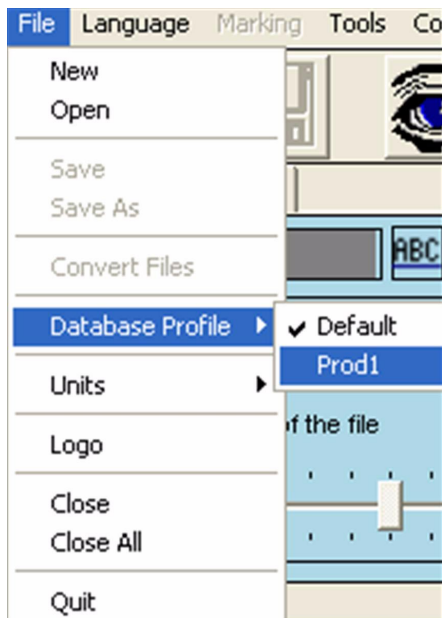 File Language Marking Tools Co
New
Open
Save
Save As
ABC
Convert Files
Database Profile
Default
Prod1
Units
of the file
Logo
Close
Close All
Quit